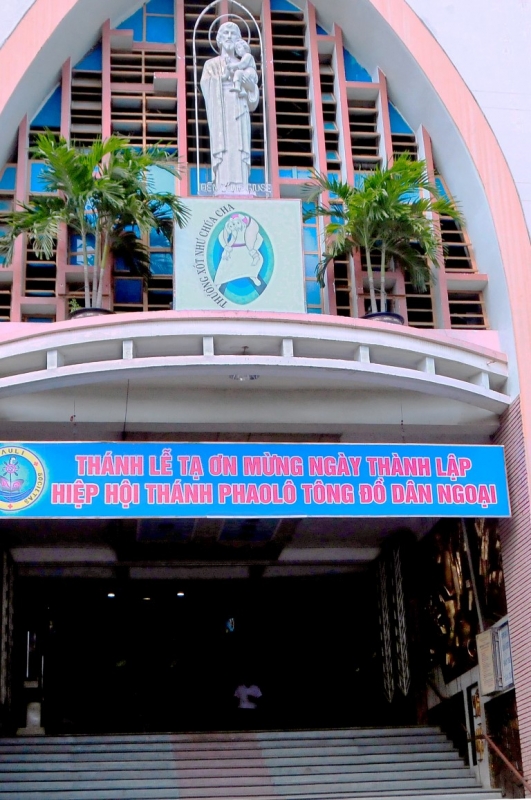 THƯƠNG XÓT NHƯ CHÚA CHA
THÁNH LỄ TẠ ƠN MỪNG NGÀY THÀNH LẬP
HIỆP HỘI THÁNH PHAOLÔ TÔNG ĐỒ DÂN NGOẠI